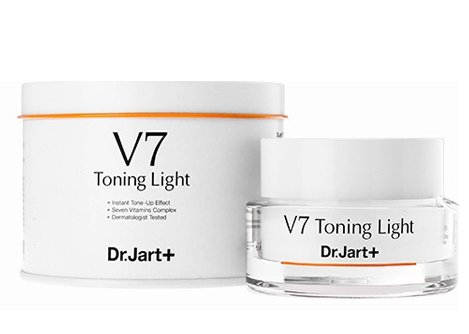 V7
Toning Light
+ Instant Tone-Up Effect
+ Seven Vitamins Complex
+ Dermatologist Tested
Dr.Jart+
V7 Toning Light
Dr.Jart+